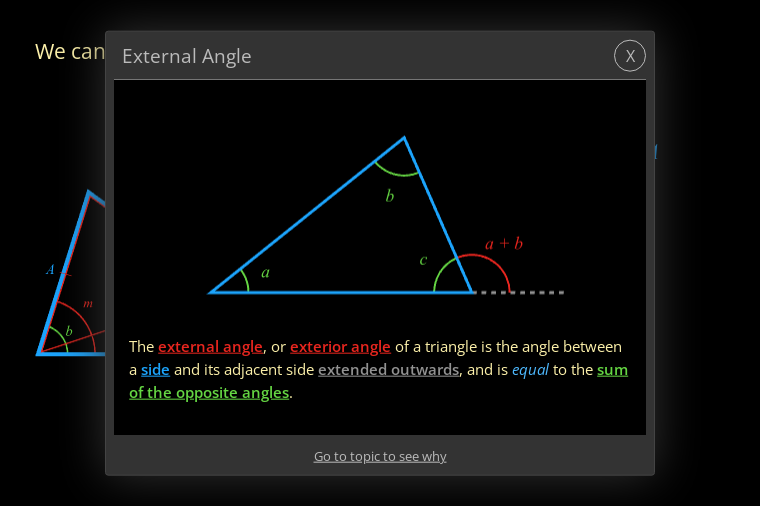 We can
External Angle
X
b
a + b
c
a
A
m
b
The external angle, or exterior angle of a triangle is the angle between
a side and its adjacent side extended outwards, and is equal to the sum
of the opposite angles.
Go to topic to see why